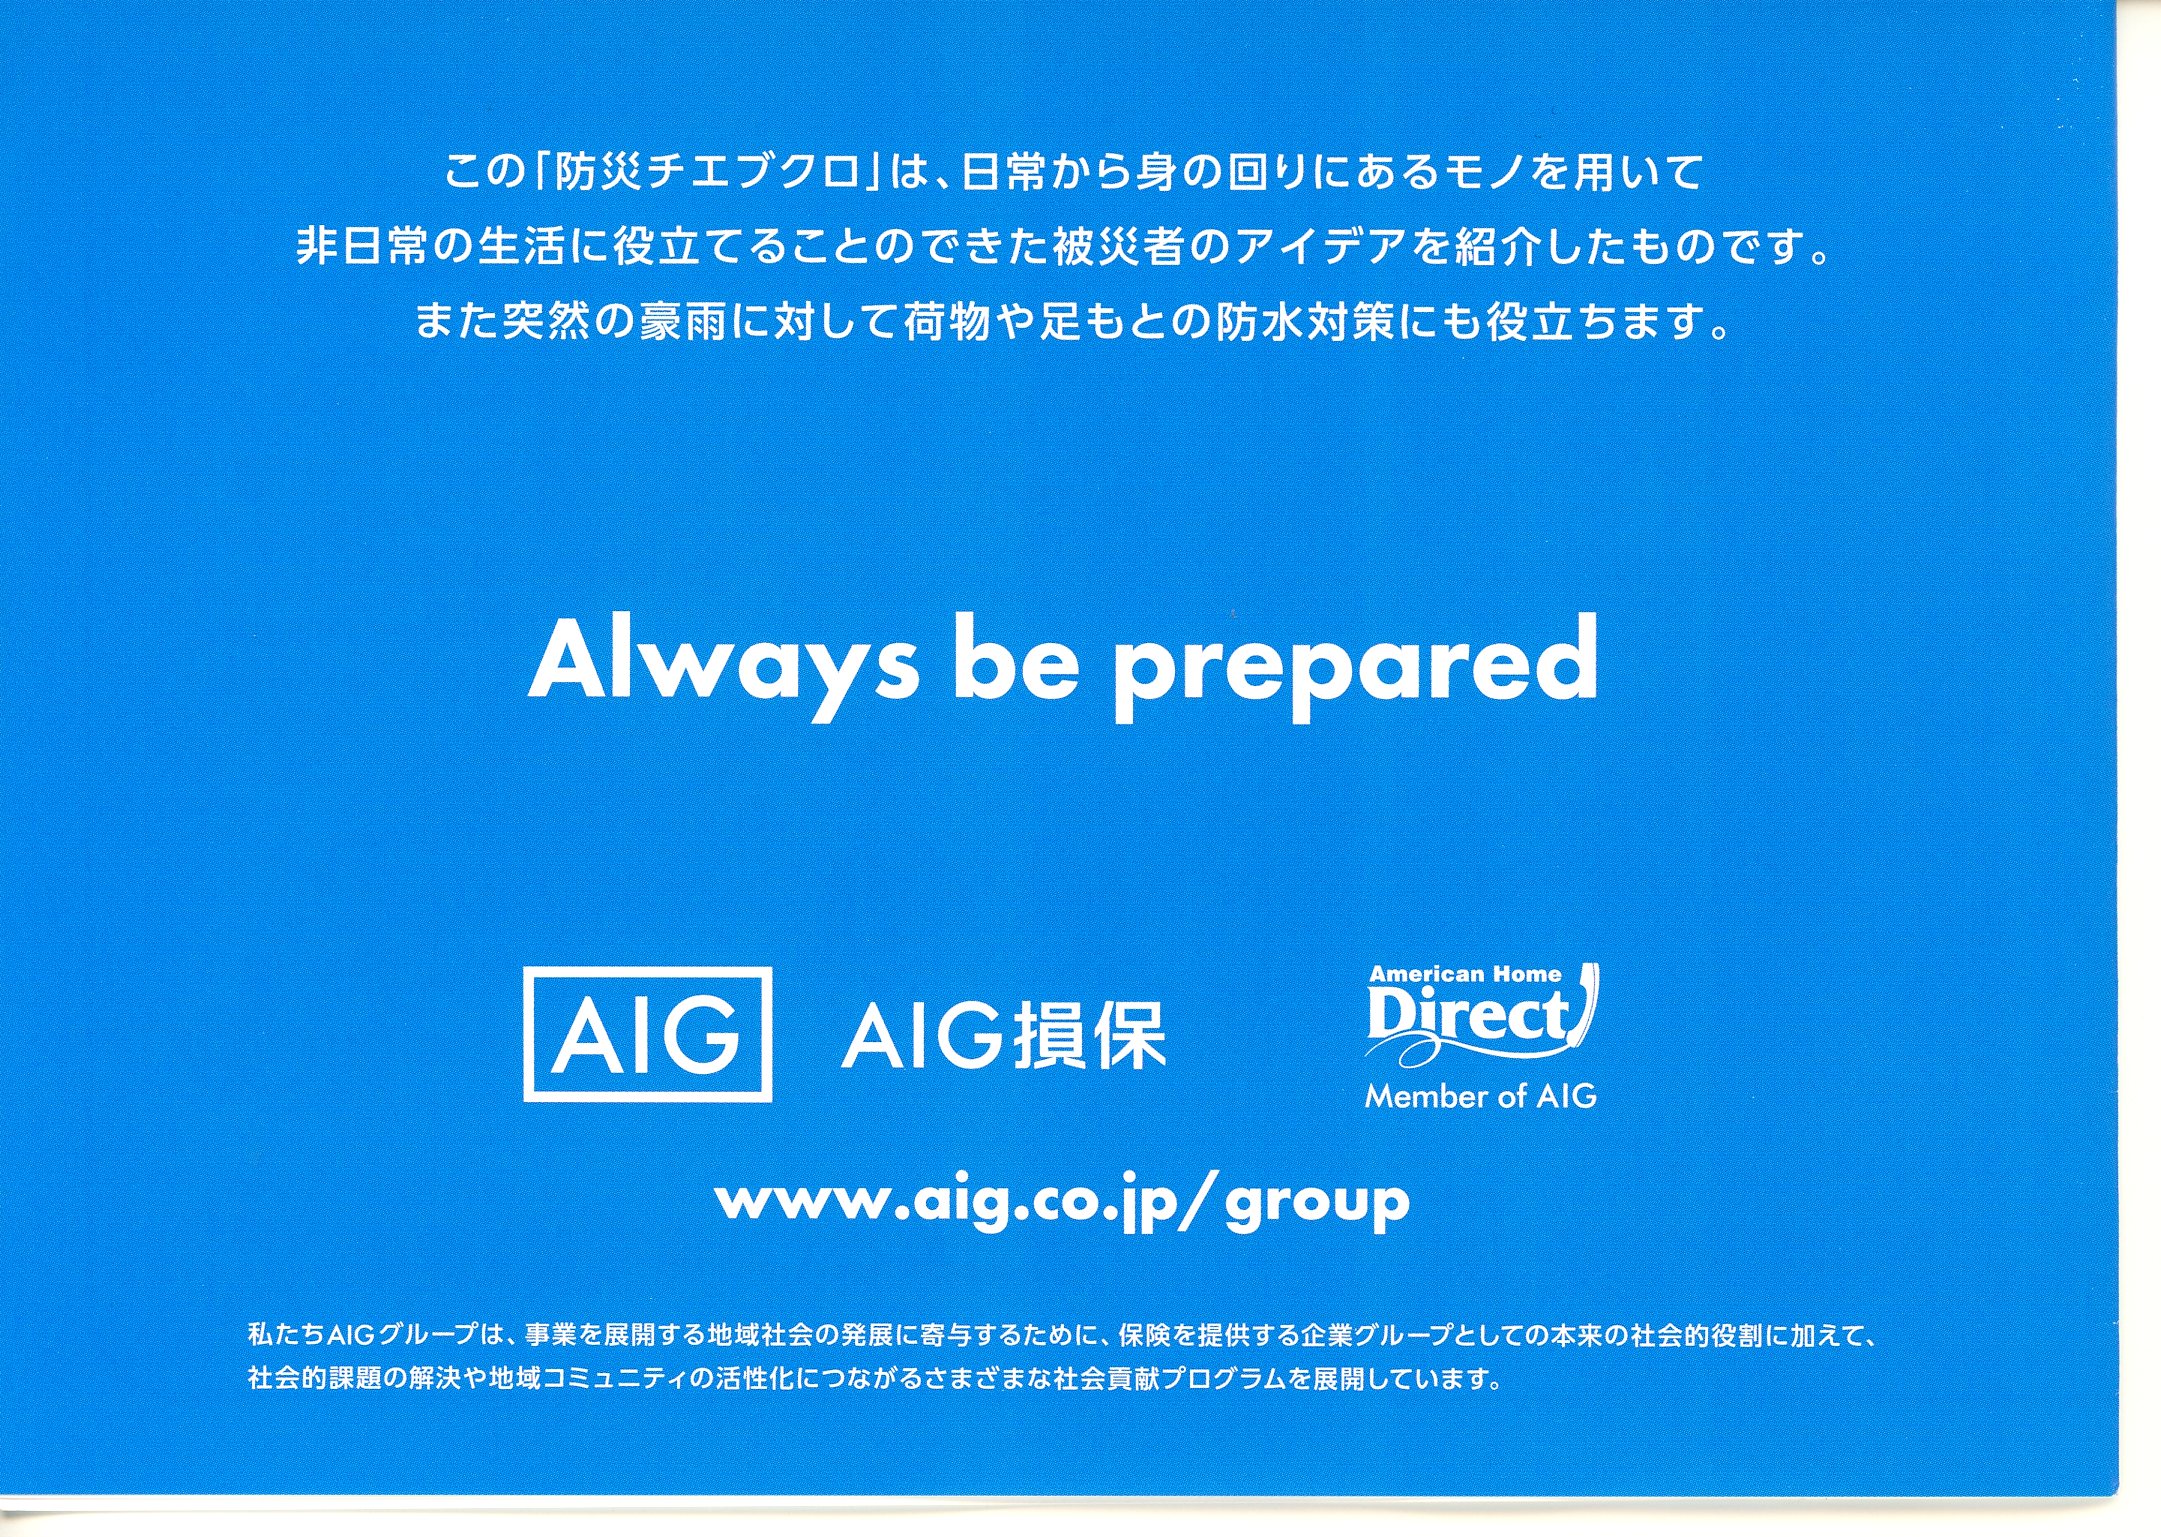 この「防災チエブクロ」は、日常から身の回りにあるモノを用いて
非日常の生活に役立てることのできた被災者のアイデアを紹介したものです。
また突然の豪雨に対して荷物や足もとの防水対策にも役立ちます。
Always be prepared
AIG AIG損保
American Home
Direct
Member of AIG
www.aig.co.jp/group
私たちAIGグループは、事業を展開する地域社会の発展に寄与するために、保険を提供する企業グループとしての本来の社会的役割に加えて、
社会的課題の解決や地域コミュニティの活性化につながるさまざまな社会貢献プログラムを展開しています。